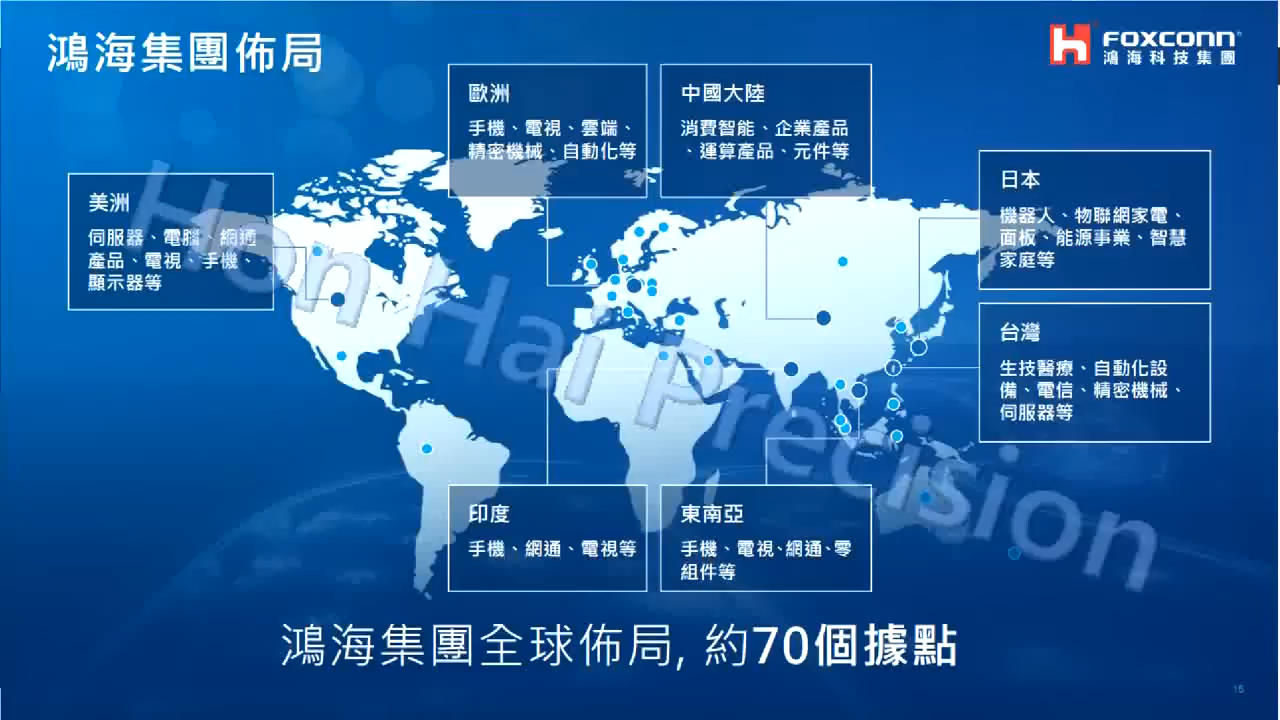 鴻海集團佈局
FOXCONN
鴻海科技集團
歐洲
手機、電視、雲端、
精密機械、自動化等
中國大陸
消費智能、企業產品
、運算產品、元件等
美洲
伺服器、電腦、網通
產品、電視、手機、
顯示器等
日本
機器人、物聯網家電、
面板、能源事業、智慧
家庭等
台灣
生技醫療、自動化設
備、電信、精密機械、
伺服器等
印度
手機、網通、電視等
東南亞
手機、電視、網通、零
組件等
Hon Hai Precision
鴻海集團全球佈局, 約70個據點
15